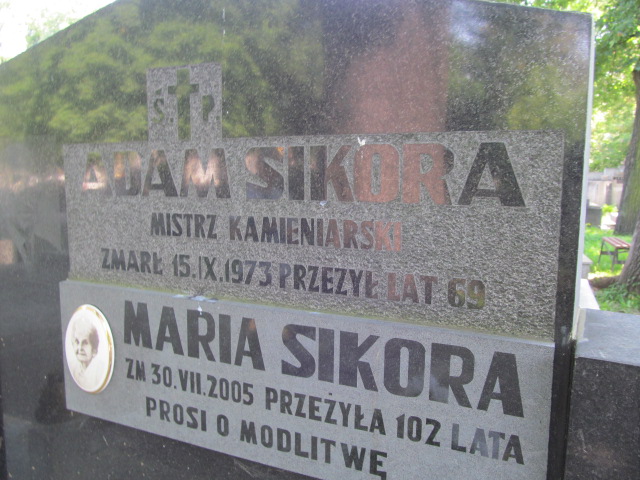 Ś. P.
ADAM SIKORA
MISTRZ KAMIENIARSKI
ZMARŁ 15.IX.1973 PRZEŻYŁ LAT 69
MARIA SIKORA
ZM 30.VII.2005 PRZEŻYŁA 102 LATA
PROSI O MODLITWĘ